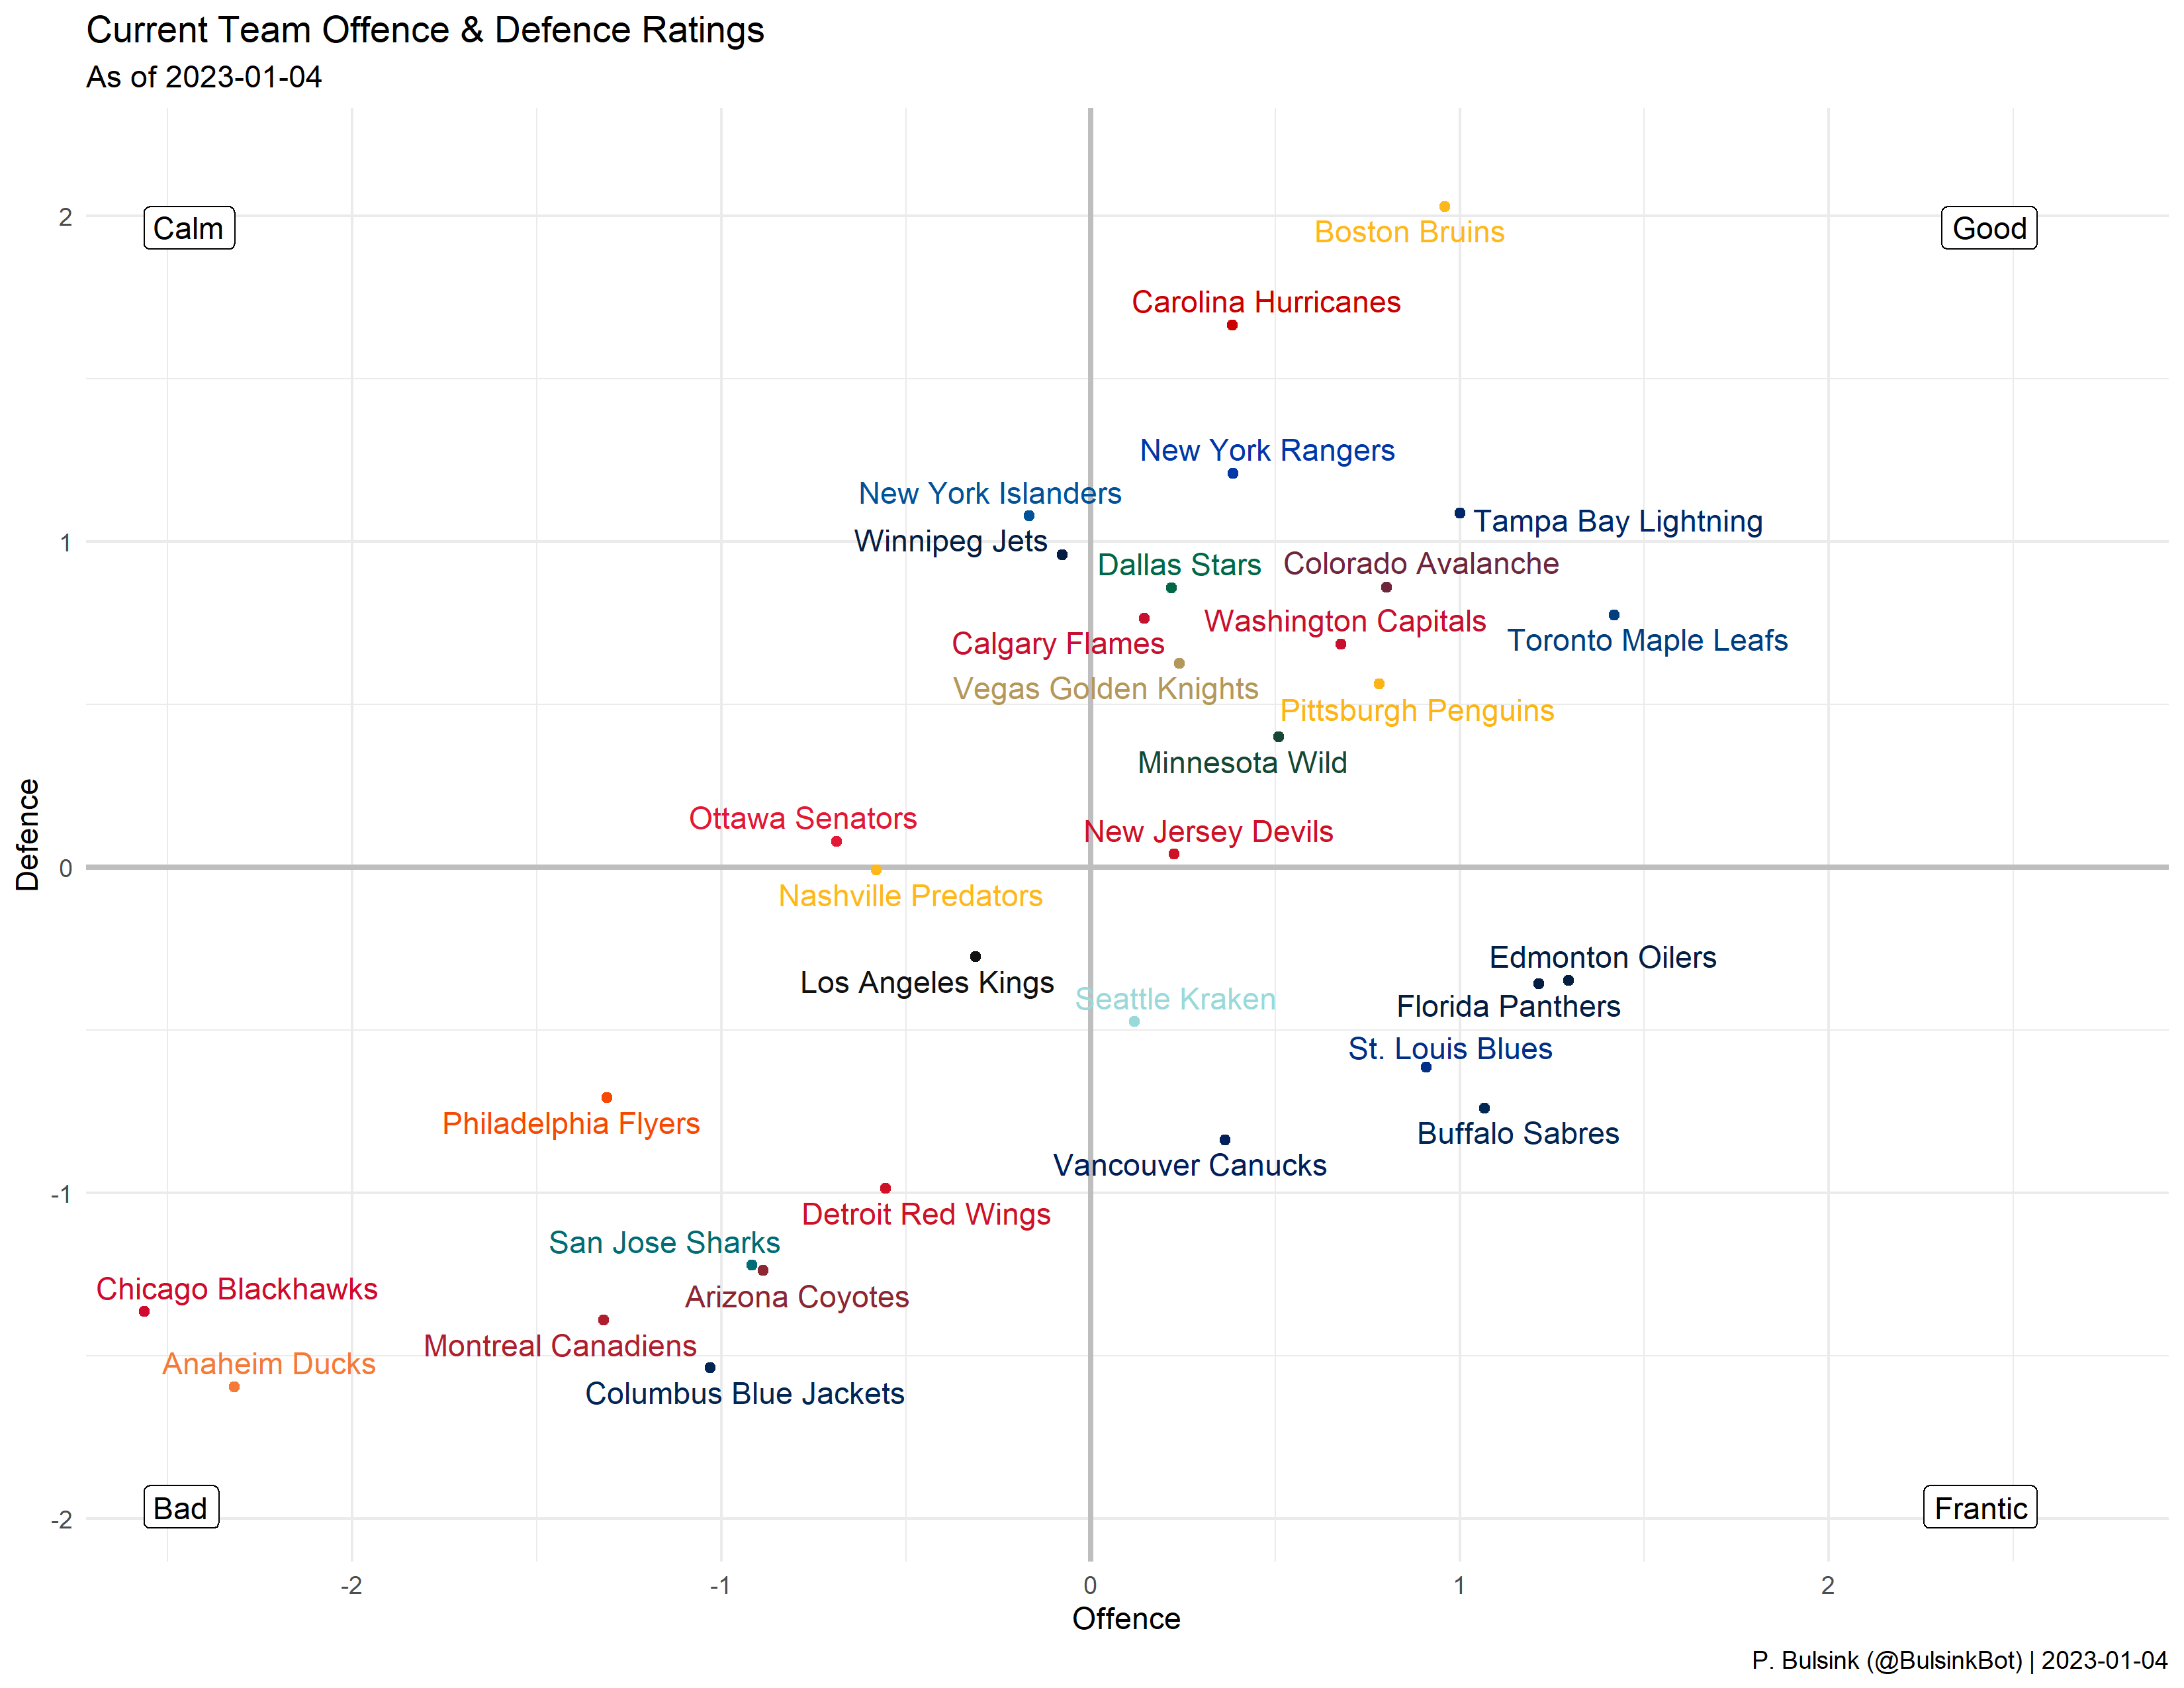 Current Team Offence & Defence Ratings
As of 2023-01-04
2
Calm
Good
Boston Bruins
Carolina Hurricanes
New York Rangers
New York Islanders
Tampa Bay Lightning
Winnipeg Jets
1
Dallas Stars
Colorado Avalanche
Washington Capitals
Toronto Maple Leafs
Calgary Flames
Vegas Golden Knights
Pittsburgh Penguins
Minnesota Wild
Ottawa Senators
New Jersey Devils
Defence
0
Nashville Predators
Edmonton Oilers
Los Angeles Kings
Seattle Kraken
Florida Panthers
St. Louis Blues
Philadelphia Flyers
Buffalo Sabres
Vancouver Canucks
-1
Detroit Red Wings
San Jose Sharks
Chicago Blackhawks
Arizona Coyotes
Montreal Canadiens
Anaheim Ducks
Columbus Blue Jackets
Bad
Frantic
-2
-2 -1 0 1 2
Offence
P. Bulsink (@BulsinkBot) | 2023-01-04